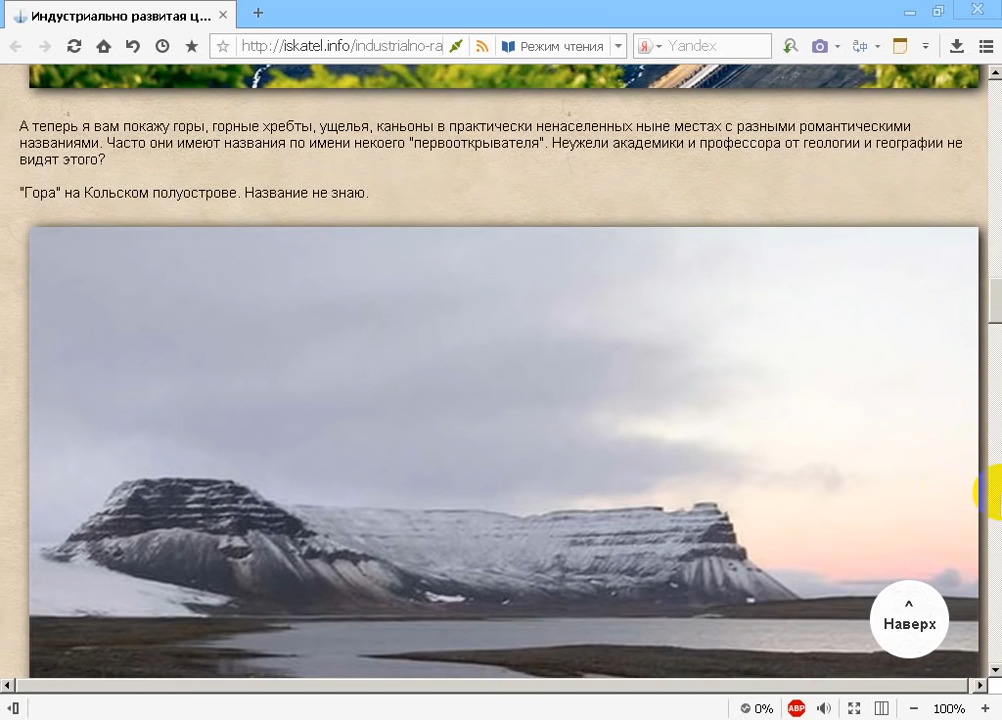 Индустриально развитая ц...
http://iskatel.info/industrialno-ra
Режим чтения
Я
Yandex
А теперь я вам покажу горы, горные хребты, ущелья, каньоны в практически ненаселенных ныне местах с разными романтическими
названиями. Часто они имеют названия по имени некоего "первооткрывателя". Неужели академики и профессора от геологии и географии не
видят этого?
"Гора" на Кольском полуострове. Название не знаю.
^
Наверх
0%
ABP
100%